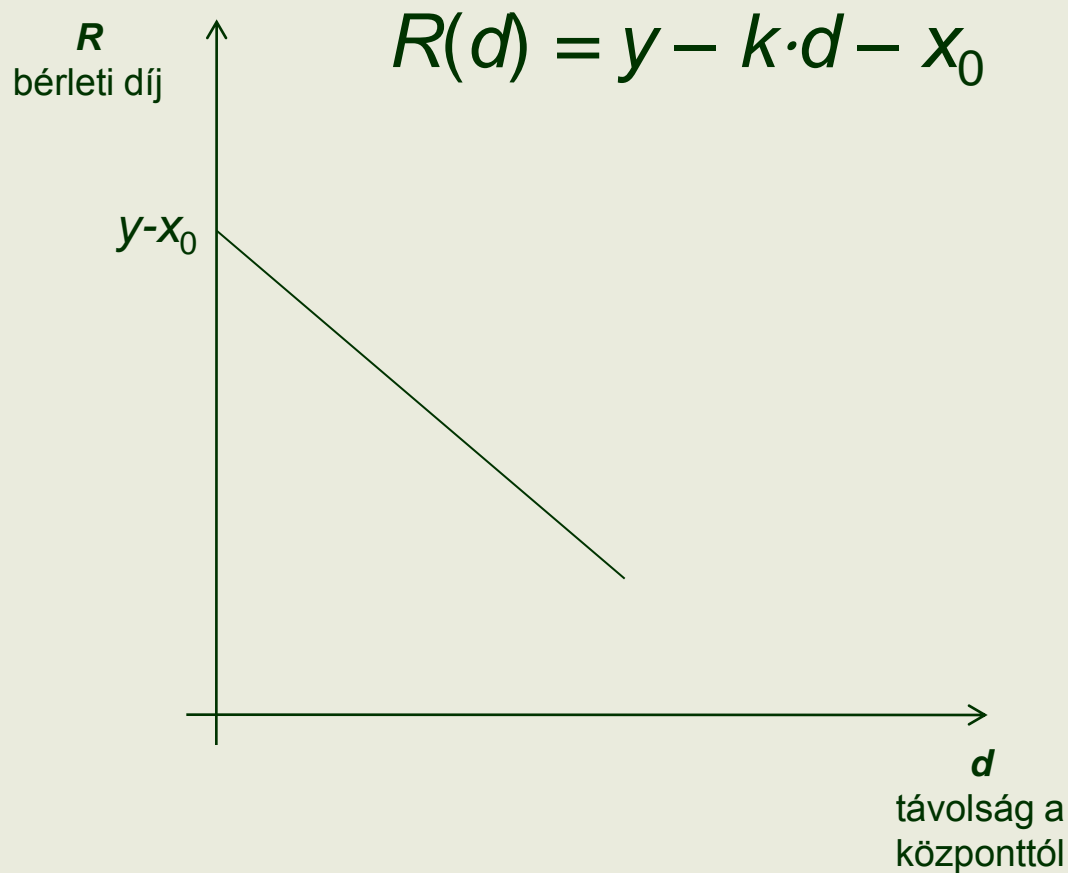 R(d) = y – k·d – x₀
R
bérleti díj
y-x₀
d
távolság a
központtól